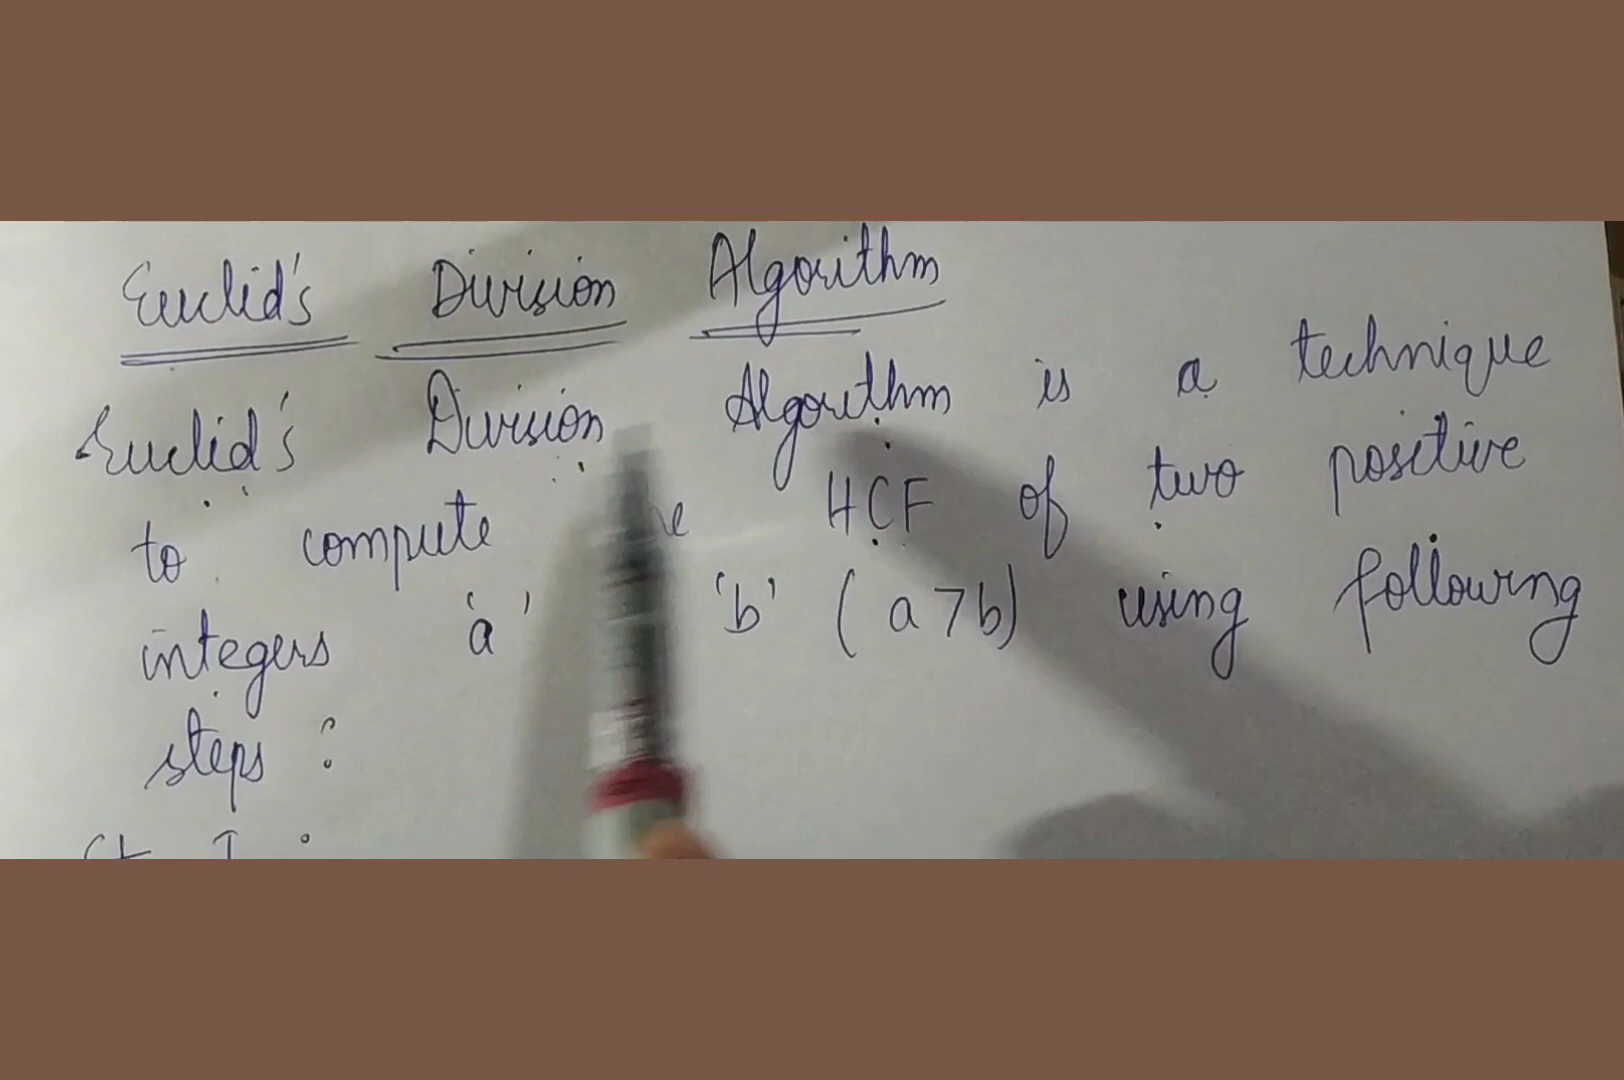 Euclid's Division Algorithm
Euclid's Division Algorithm is a technique
to compute HCF of two positive
integers 'a' 'b' (a>b) using following
steps :